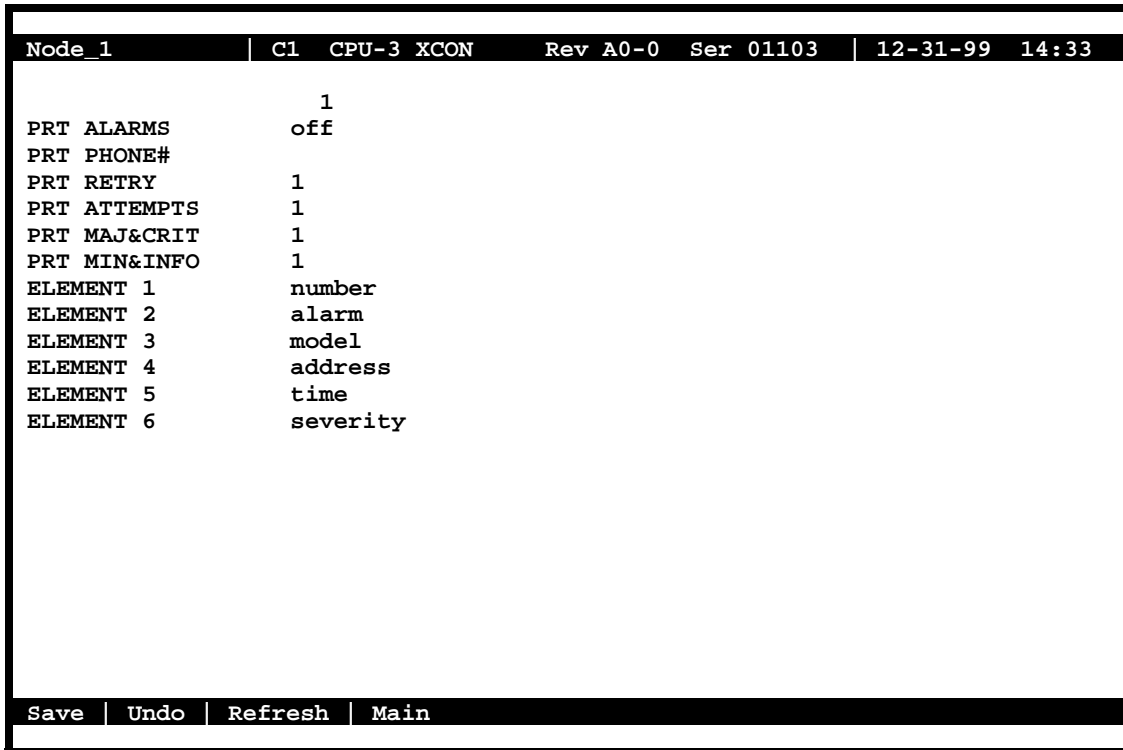 Node_1 | C1 CPU-3 XCON Rev A0-0 Ser 01103 | 12-31-99 14:33
1
PRT ALARMS off
PRT PHONE#
PRT RETRY 1
PRT ATTEMPTS 1
PRT MAJ&CRIT 1
PRT MIN&INFO 1
ELEMENT 1 number
ELEMENT 2 alarm
ELEMENT 3 model
ELEMENT 4 address
ELEMENT 5 time
ELEMENT 6 severity
Save | Undo | Refresh | Main